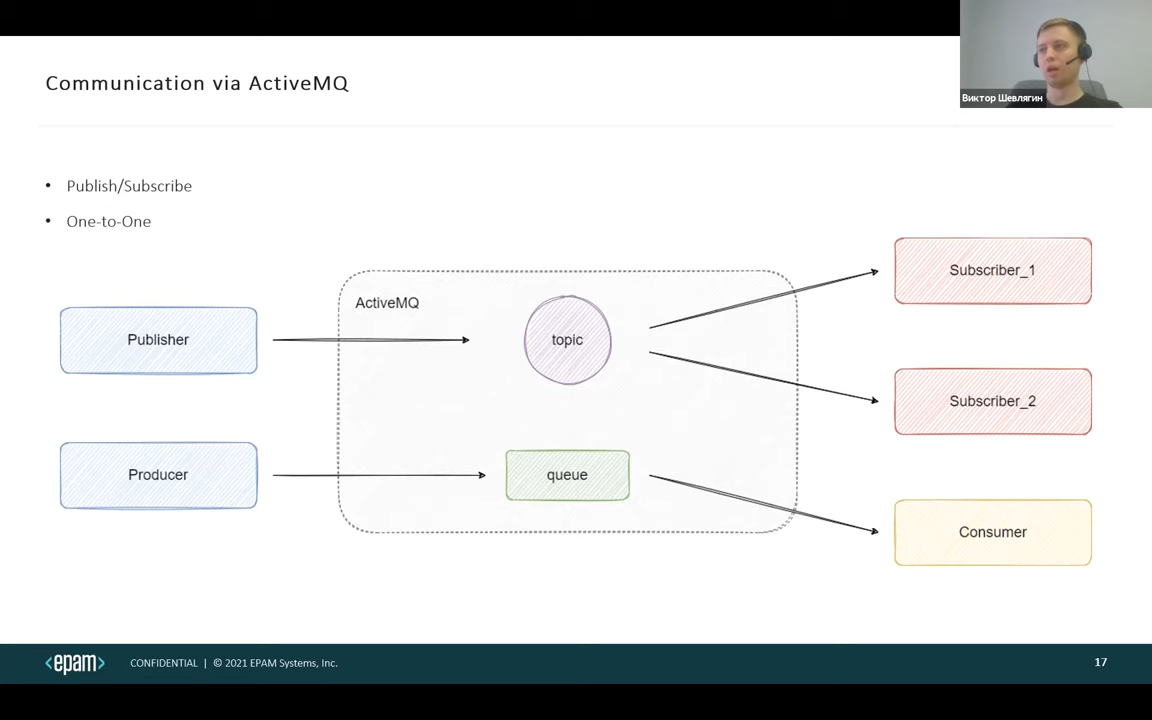 Communication via ActiveMQ
Виктор Шевлягин
• Publish/Subscribe
• One-to-One
ActiveMQ
Publisher
topic
Subscriber_1
Subscriber_2
Producer
queue
Consumer
<epam>
CONFIDENTIAL | © 2021 EPAM Systems, Inc.
17